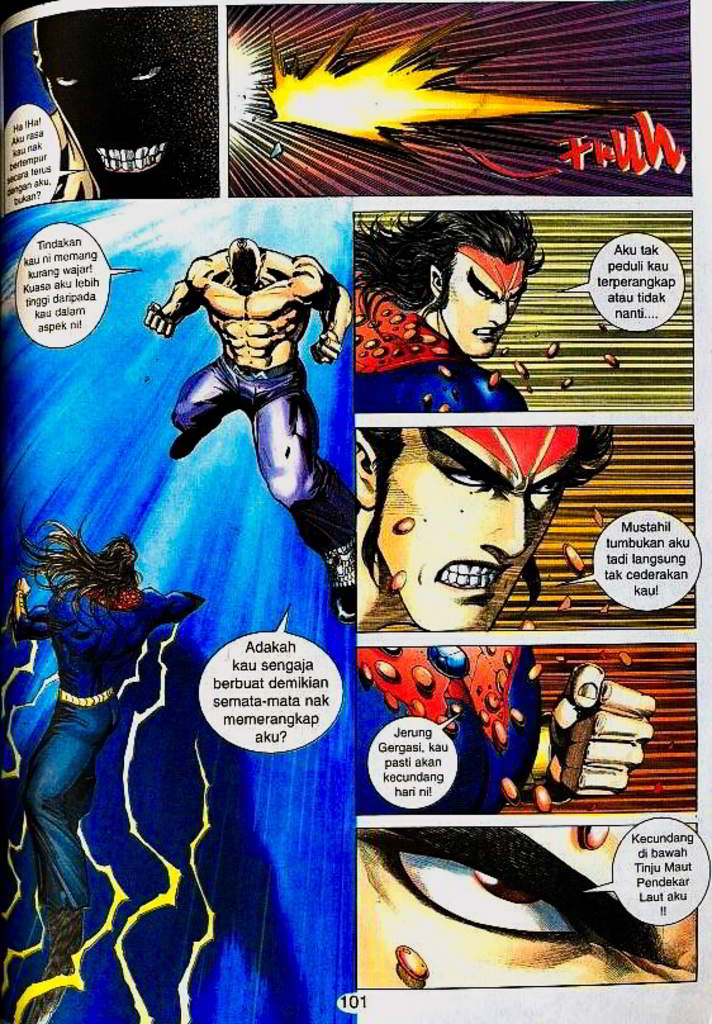 Ha !Ha!
Aku rasa
kau nak
bertempur
secara terus
dengan aku,
bukan?
Tindakan
kau ni memang
kurang wajar!
Kuasa aku lebih
tinggi daripada
kau dalam
aspek ni!
Aku tak
peduli kau
terperangkap
atau tidak
nanti....
Mustahil
tumbukan aku
tadi langsung
tak cederakan
kau!
Adakah
kau sengaja
berbuat demikian
semata-mata nak
memerangkap
aku?
Jerung
Gergasi, kau
pasti akan
kecundang
hari ni!
Kecundang
di bawah
Tinju Maut
Pendekar
Laut aku
!!
101